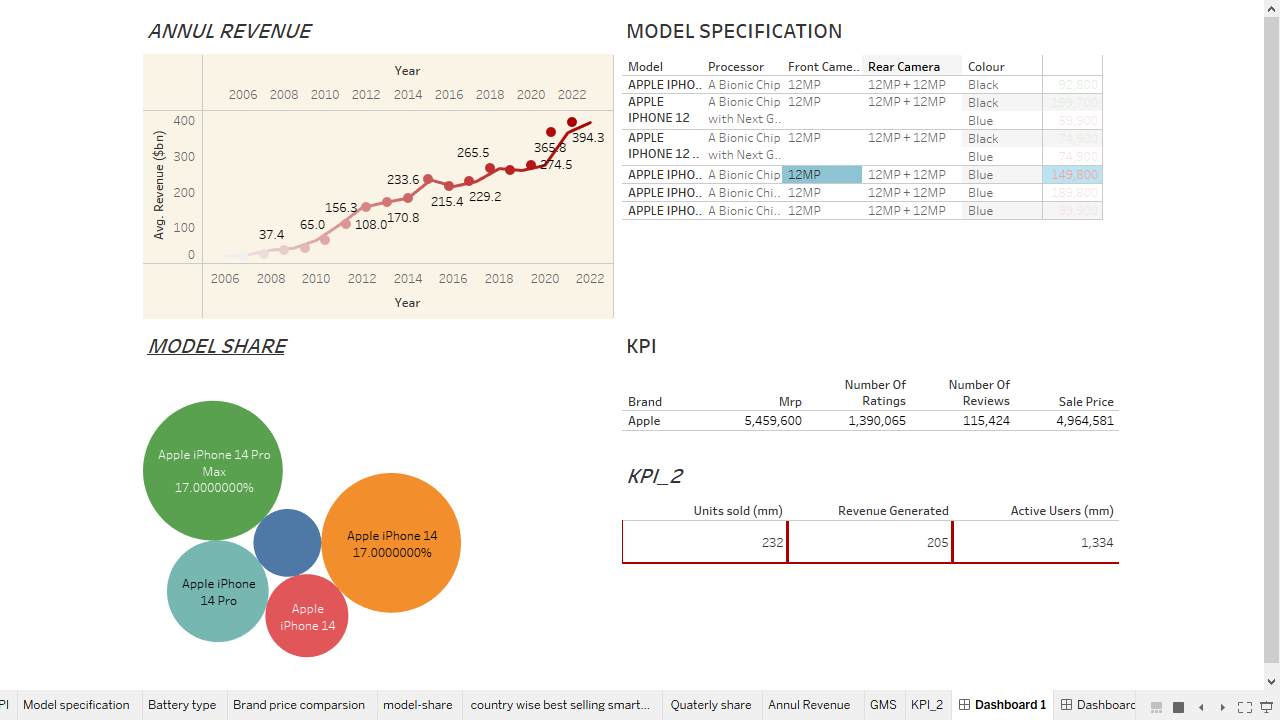 ANNUL REVENUE
Year
2006 2008 2010 2012 2014 2016 2018 2020 2022
400
300
200
100
0
Avg. Revenue ($bn)
37.4
65.0
156.3
108.0
233.6
170.8
215.4
265.5
229.2
365.8
274.5
394.3
2006 2008 2010 2012 2014 2016 2018 2020 2022
Year
MODEL SPECIFICATION
Model Processor Front Came.. Rear Camera Colour
APPLE IPHO.. A Bionic Chip 12MP 12MP + 12MP Black 92,800
APPLE A Bionic Chip 12MP 12MP + 12MP Black 199,700
IPHONE 12 with Next G.. Blue 59,900
APPLE A Bionic Chip 12MP 12MP + 12MP Black 74,900
IPHONE 12 .. with Next G.. Blue 74,900
APPLE IPHO.. A Bionic Chip 12MP 12MP + 12MP Blue 149,800
APPLE IPHO.. A Bionic Chi.. 12MP 12MP + 12MP Blue 189,800
APPLE IPHO.. A Bionic Chi.. 12MP 12MP + 12MP Blue 99,900
MODEL SHARE
Apple iPhone 14 Pro
Max
17.0000000%
Apple iPhone 14
17.0000000%
Apple iPhone
14 Pro
Apple
iPhone 14
KPI
Number Of Number Of
Brand Mrp Ratings Reviews Sale Price
Apple 5,459,600 1,390,065 115,424 4,964,581
KPI_2
Units sold (mm) Revenue Generated Active Users (mm)
232 205 1,334
PI Model specification Battery type Brand price comparsion model-share country wise best selling smart... Quaterly share Annul Revenue GMS KPI_2 Dashboard 1 Dashboard